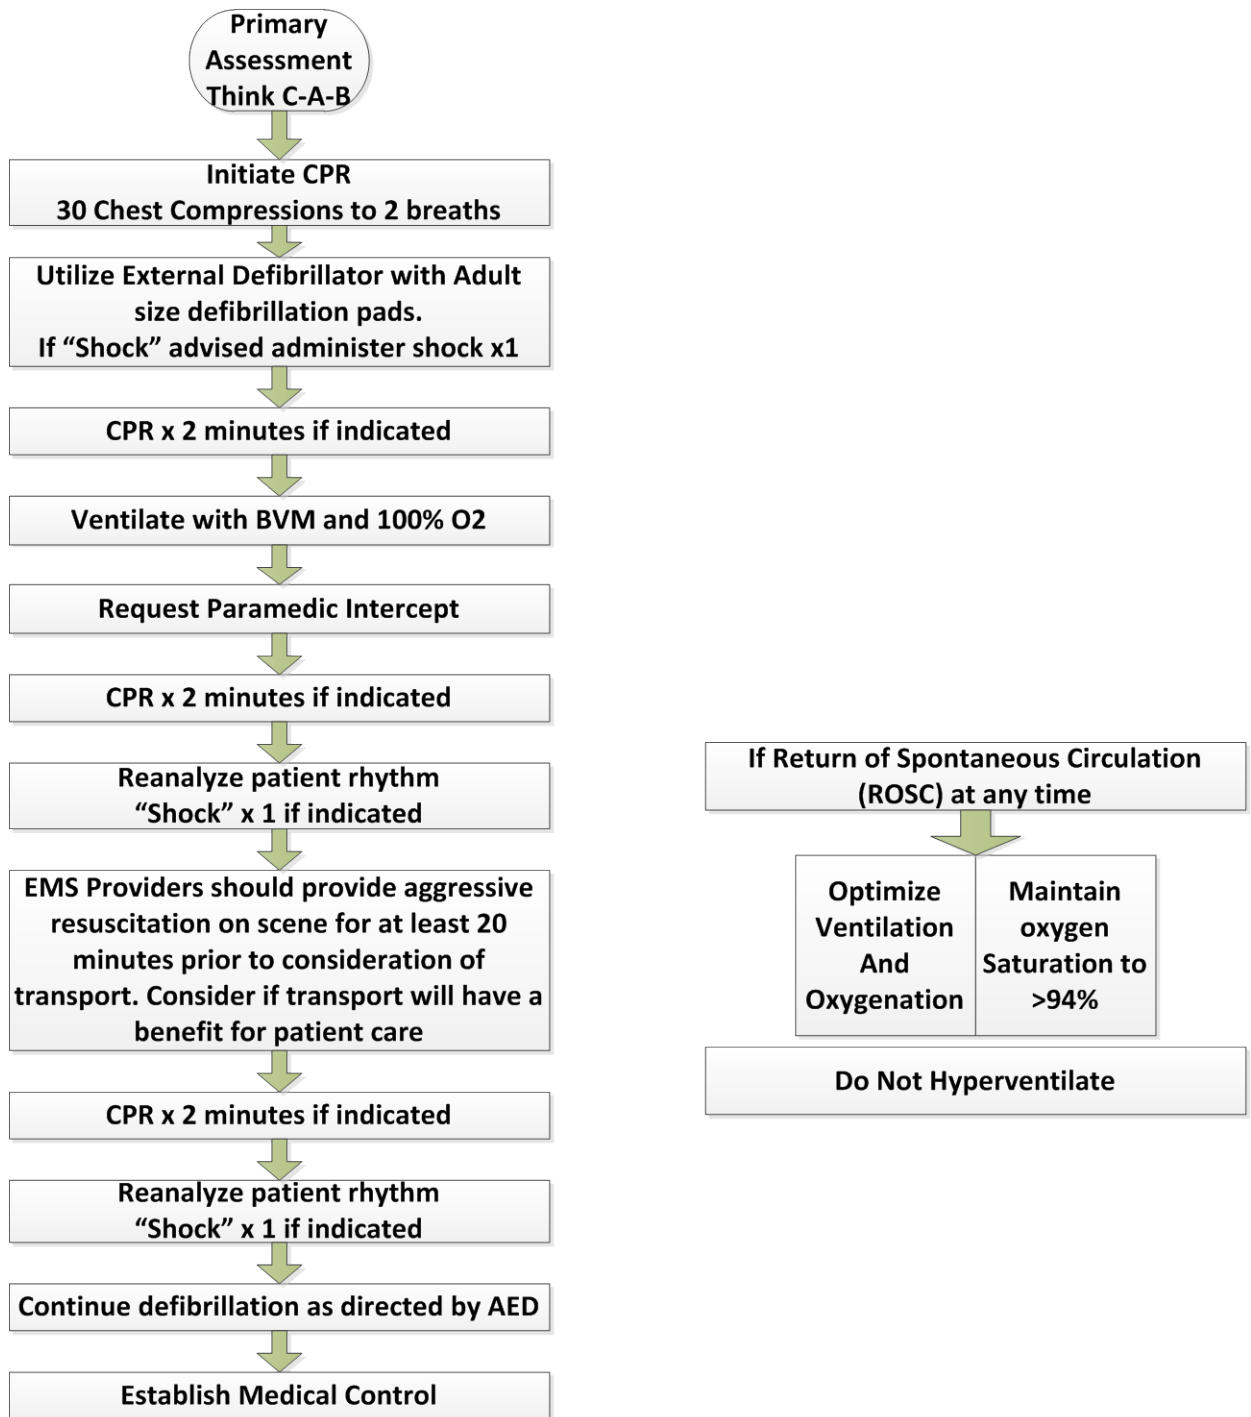 Primary
Assessment
Think C-A-B
Initiate CPR
30 Chest Compressions to 2 breaths
Utilize External Defibrillator with Adult
size defibrillation pads.
If “Shock” advised administer shock x1
CPR x 2 minutes if indicated
Ventilate with BVM and 100% O2
Request Paramedic Intercept
CPR x 2 minutes if indicated
Reanalyze patient rhythm
“Shock” x 1 if indicated
EMS Providers should provide aggressive
resuscitation on scene for at least 20
minutes prior to consideration of
transport. Consider if transport will have a
benefit for patient care
CPR x 2 minutes if indicated
Reanalyze patient rhythm
“Shock” x 1 if indicated
Continue defibrillation as directed by AED
Establish Medical Control
If Return of Spontaneous Circulation
(ROSC) at any time
Optimize
Ventilation
And
Oxygenation
Maintain
oxygen
Saturation to
>94%
Do Not Hyperventilate